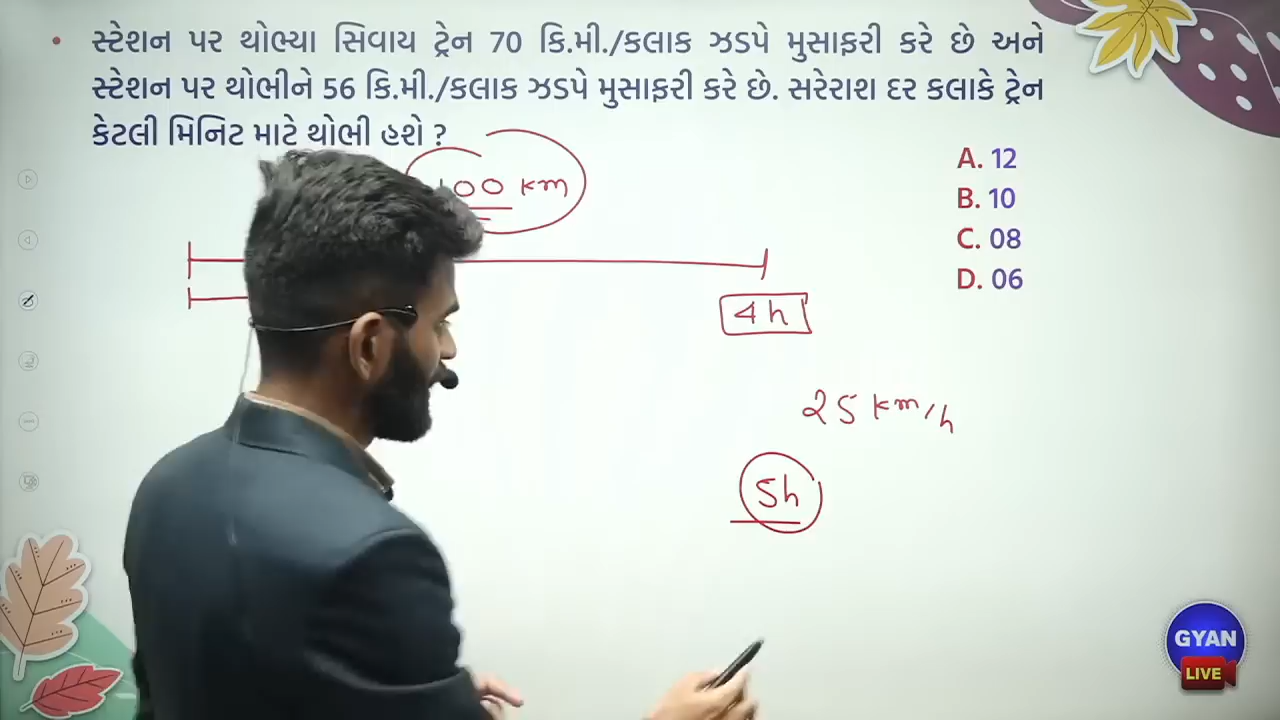 • સ્ટેશન પર થોભ્યા સિવાય ટ્રેન 70 કિ.મી./કલાક ઝડપે મુસાફરી કરે છે અને
સ્ટેશન પર થોભીને 56 કિ.મી./કલાક ઝડપે મુસાફરી કરે છે. સરેરાશ દર કલાકે ટ્રેન
કેટલી મિનિટ માટે થોભી હશે ?
A. 12
B. 10
C. 08
D. 06
100 km
4h
25 km/h
5h
GYAN
LIVE